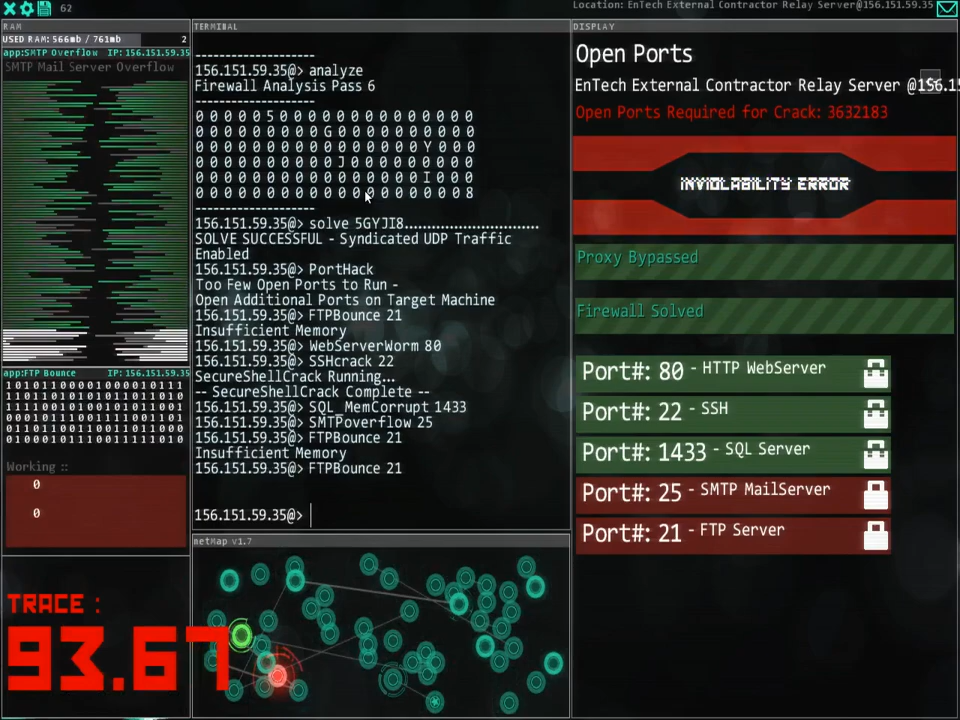 62
Location: EnTech External Contractor Relay Server@156.151.59.35
RAM
USED RAM: 566mb / 761mb 2
app:SMTP Overflow IP: 156.151.59.35
SMTP Mail Server Overflow
app:FTP Bounce IP: 156.151.59.35
Working ::
0
0
TRACE :
93.67
TERMINAL
--------------------
156.151.59.35@> analyze
Firewall Analysis Pass 6
--------------------
0 0 0 0 0 5 0 0 0 0 0 0 0 0 0 0 0 0 0 0
0 0 0 0 0 0 0 0 0 G 0 0 0 0 0 0 0 0 0 0
0 0 0 0 0 0 0 0 0 0 0 0 0 0 0 0 Y 0 0 0
0 0 0 0 0 0 0 0 0 0 J 0 0 0 0 0 0 0 0 0
0 0 0 0 0 0 0 0 0 0 0 0 0 0 0 0 I 0 0 0
0 0 0 0 0 0 0 0 0 0 0 0 0 0 0 0 0 0 0 8
--------------------
156.151.59.35@> solve 5GYJI8.............................
SOLVE SUCCESSFUL - Syndicated UDP Traffic
Enabled
156.151.59.35@> PortHack
Too Few Open Ports to Run -
Open Additional Ports on Target Machine
156.151.59.35@> FTPBounce 21
Insufficient Memory
156.151.59.35@> WebServerWorm 80
156.151.59.35@> SSHcrack 22
SecureShellCrack Running...
-- SecureShellCrack Complete --
156.151.59.35@> SQL_MemCorrupt 1433
156.151.59.35@> SMTPoverflow 25
156.151.59.35@> FTPBounce 21
Insufficient Memory
156.151.59.35@> FTPBounce 21
156.151.59.35@>
netMap v1.7
DISPLAY
Open Ports
EnTech External Contractor Relay Server @156.15
Open Ports Required for Crack: 3632183
INVIOLABILITY ERROR
Proxy Bypassed
Firewall Solved
Port#: 80 - HTTP WebServer
Port#: 22 - SSH
Port#: 1433 - SQL Server
Port#: 25 - SMTP MailServer
Port#: 21 - FTP Server